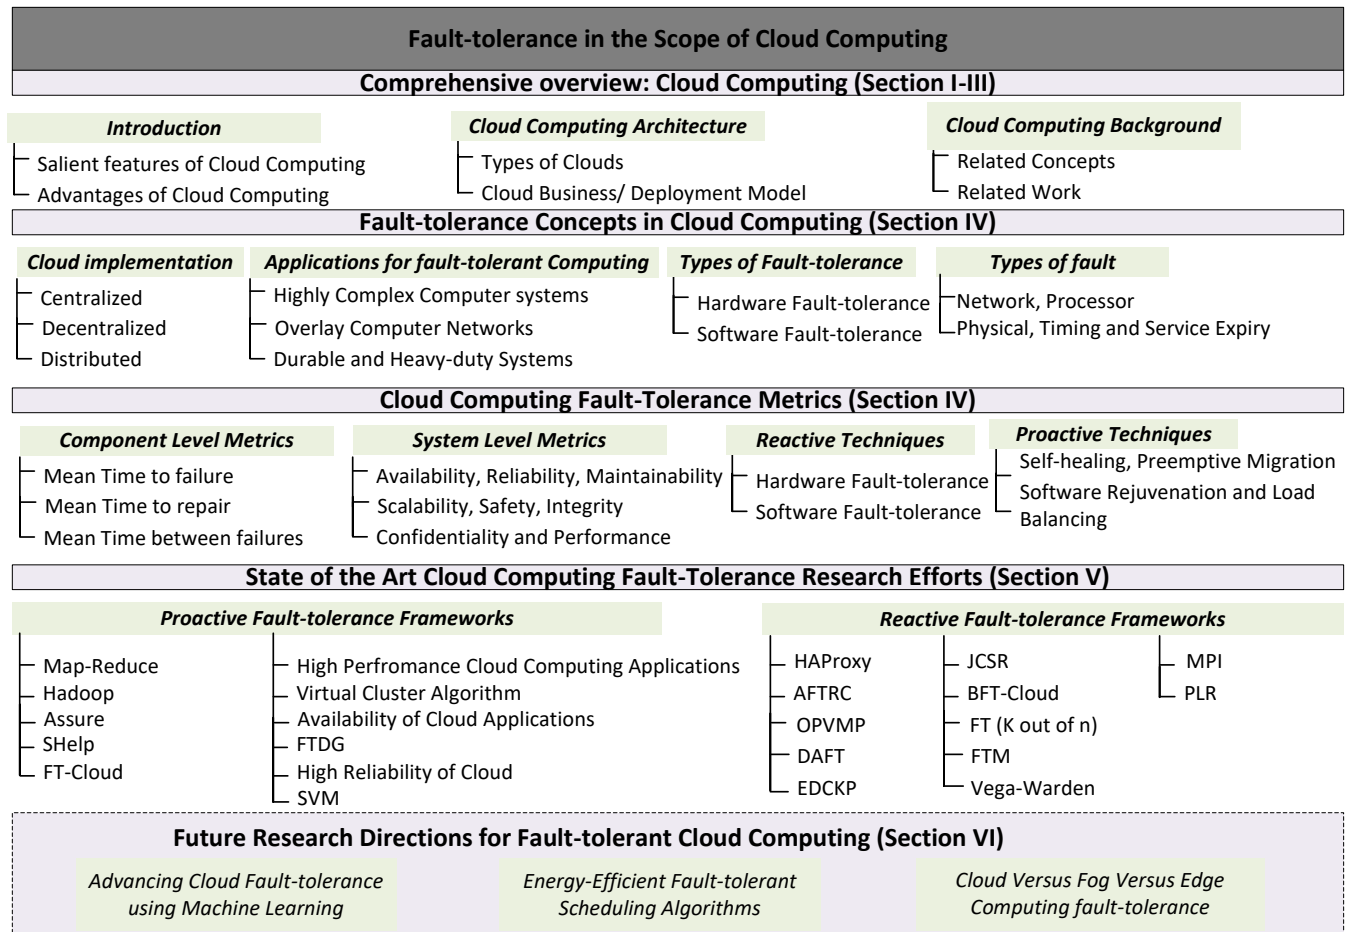 Fault-tolerance in the Scope of Cloud Computing
Comprehensive overview: Cloud Computing (Section I-III)
Introduction
Salient features of Cloud Computing
Advantages of Cloud Computing
Cloud Computing Architecture
Types of Clouds
Cloud Business/ Deployment Model
Cloud Computing Background
Related Concepts
Related Work
Fault-tolerance Concepts in Cloud Computing (Section IV)
Cloud implementation
Centralized
Decentralized
Distributed
Applications for fault-tolerant Computing
Highly Complex Computer systems
Overlay Computer Networks
Durable and Heavy-duty Systems
Types of Fault-tolerance
Hardware Fault-tolerance
Software Fault-tolerance
Types of fault
Network, Processor
Physical, Timing and Service Expiry
Cloud Computing Fault-Tolerance Metrics (Section IV)
Component Level Metrics
Mean Time to failure
Mean Time to repair
Mean Time between failures
System Level Metrics
Availability, Reliability, Maintainability
Scalability, Safety, Integrity
Confidentiality and Performance
Reactive Techniques
Hardware Fault-tolerance
Software Fault-tolerance
Proactive Techniques
Self-healing, Preemptive Migration
Software Rejuvenation and Load
Balancing
State of the Art Cloud Computing Fault-Tolerance Research Efforts (Section V)
Proactive Fault-tolerance Frameworks
Map-Reduce
Hadoop
Assure
SHelp
FT-Cloud
High Perfromance Cloud Computing Applications
Virtual Cluster Algorithm
Availability of Cloud Applications
FTDG
High Reliability of Cloud
SVM
Reactive Fault-tolerance Frameworks
HAProxy
AFTRC
OPVMP
DAFT
EDCKP
JCSR
BFT-Cloud
FT (K out of n)
FTM
Vega-Warden
MPI
PLR
Future Research Directions for Fault-tolerant Cloud Computing (Section VI)
Advancing Cloud Fault-tolerance
using Machine Learning
Energy-Efficient Fault-tolerant
Scheduling Algorithms
Cloud Versus Fog Versus Edge
Computing fault-tolerance